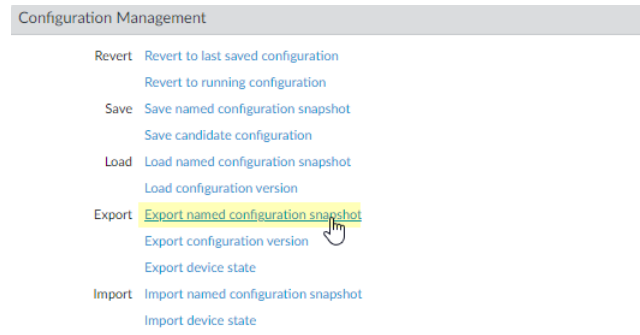 Configuration Management
Revert Revert to last saved configuration
Revert to running configuration
Save Save named configuration snapshot
Save candidate configuration
Load Load named configuration snapshot
Load configuration version
Export Export named configuration snapshot
Export configuration version
Export device state
Import Import named configuration snapshot
Import device state